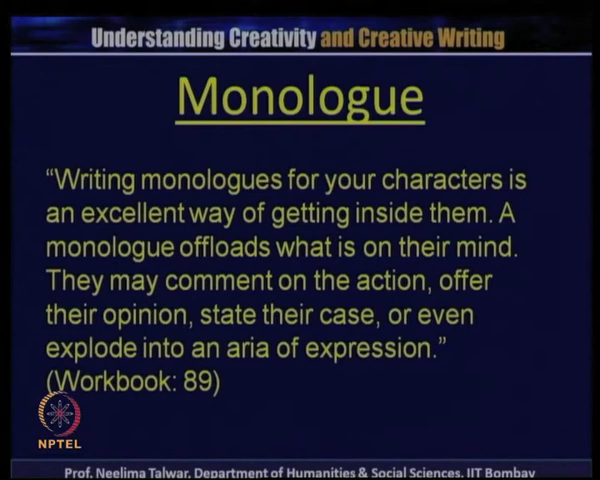 Understanding Creativity and Creative Writing
Monologue
“Writing monologues for your characters is
an excellent way of getting inside them. A
monologue offloads what is on their mind.
They may comment on the action, offer
their opinion, state their case, or even
explode into an aria of expression.”
(Workbook: 89)
NPTEL
Prof. Neelima Talwar, Department of Humanities & Social Sciences, IIT Bombay